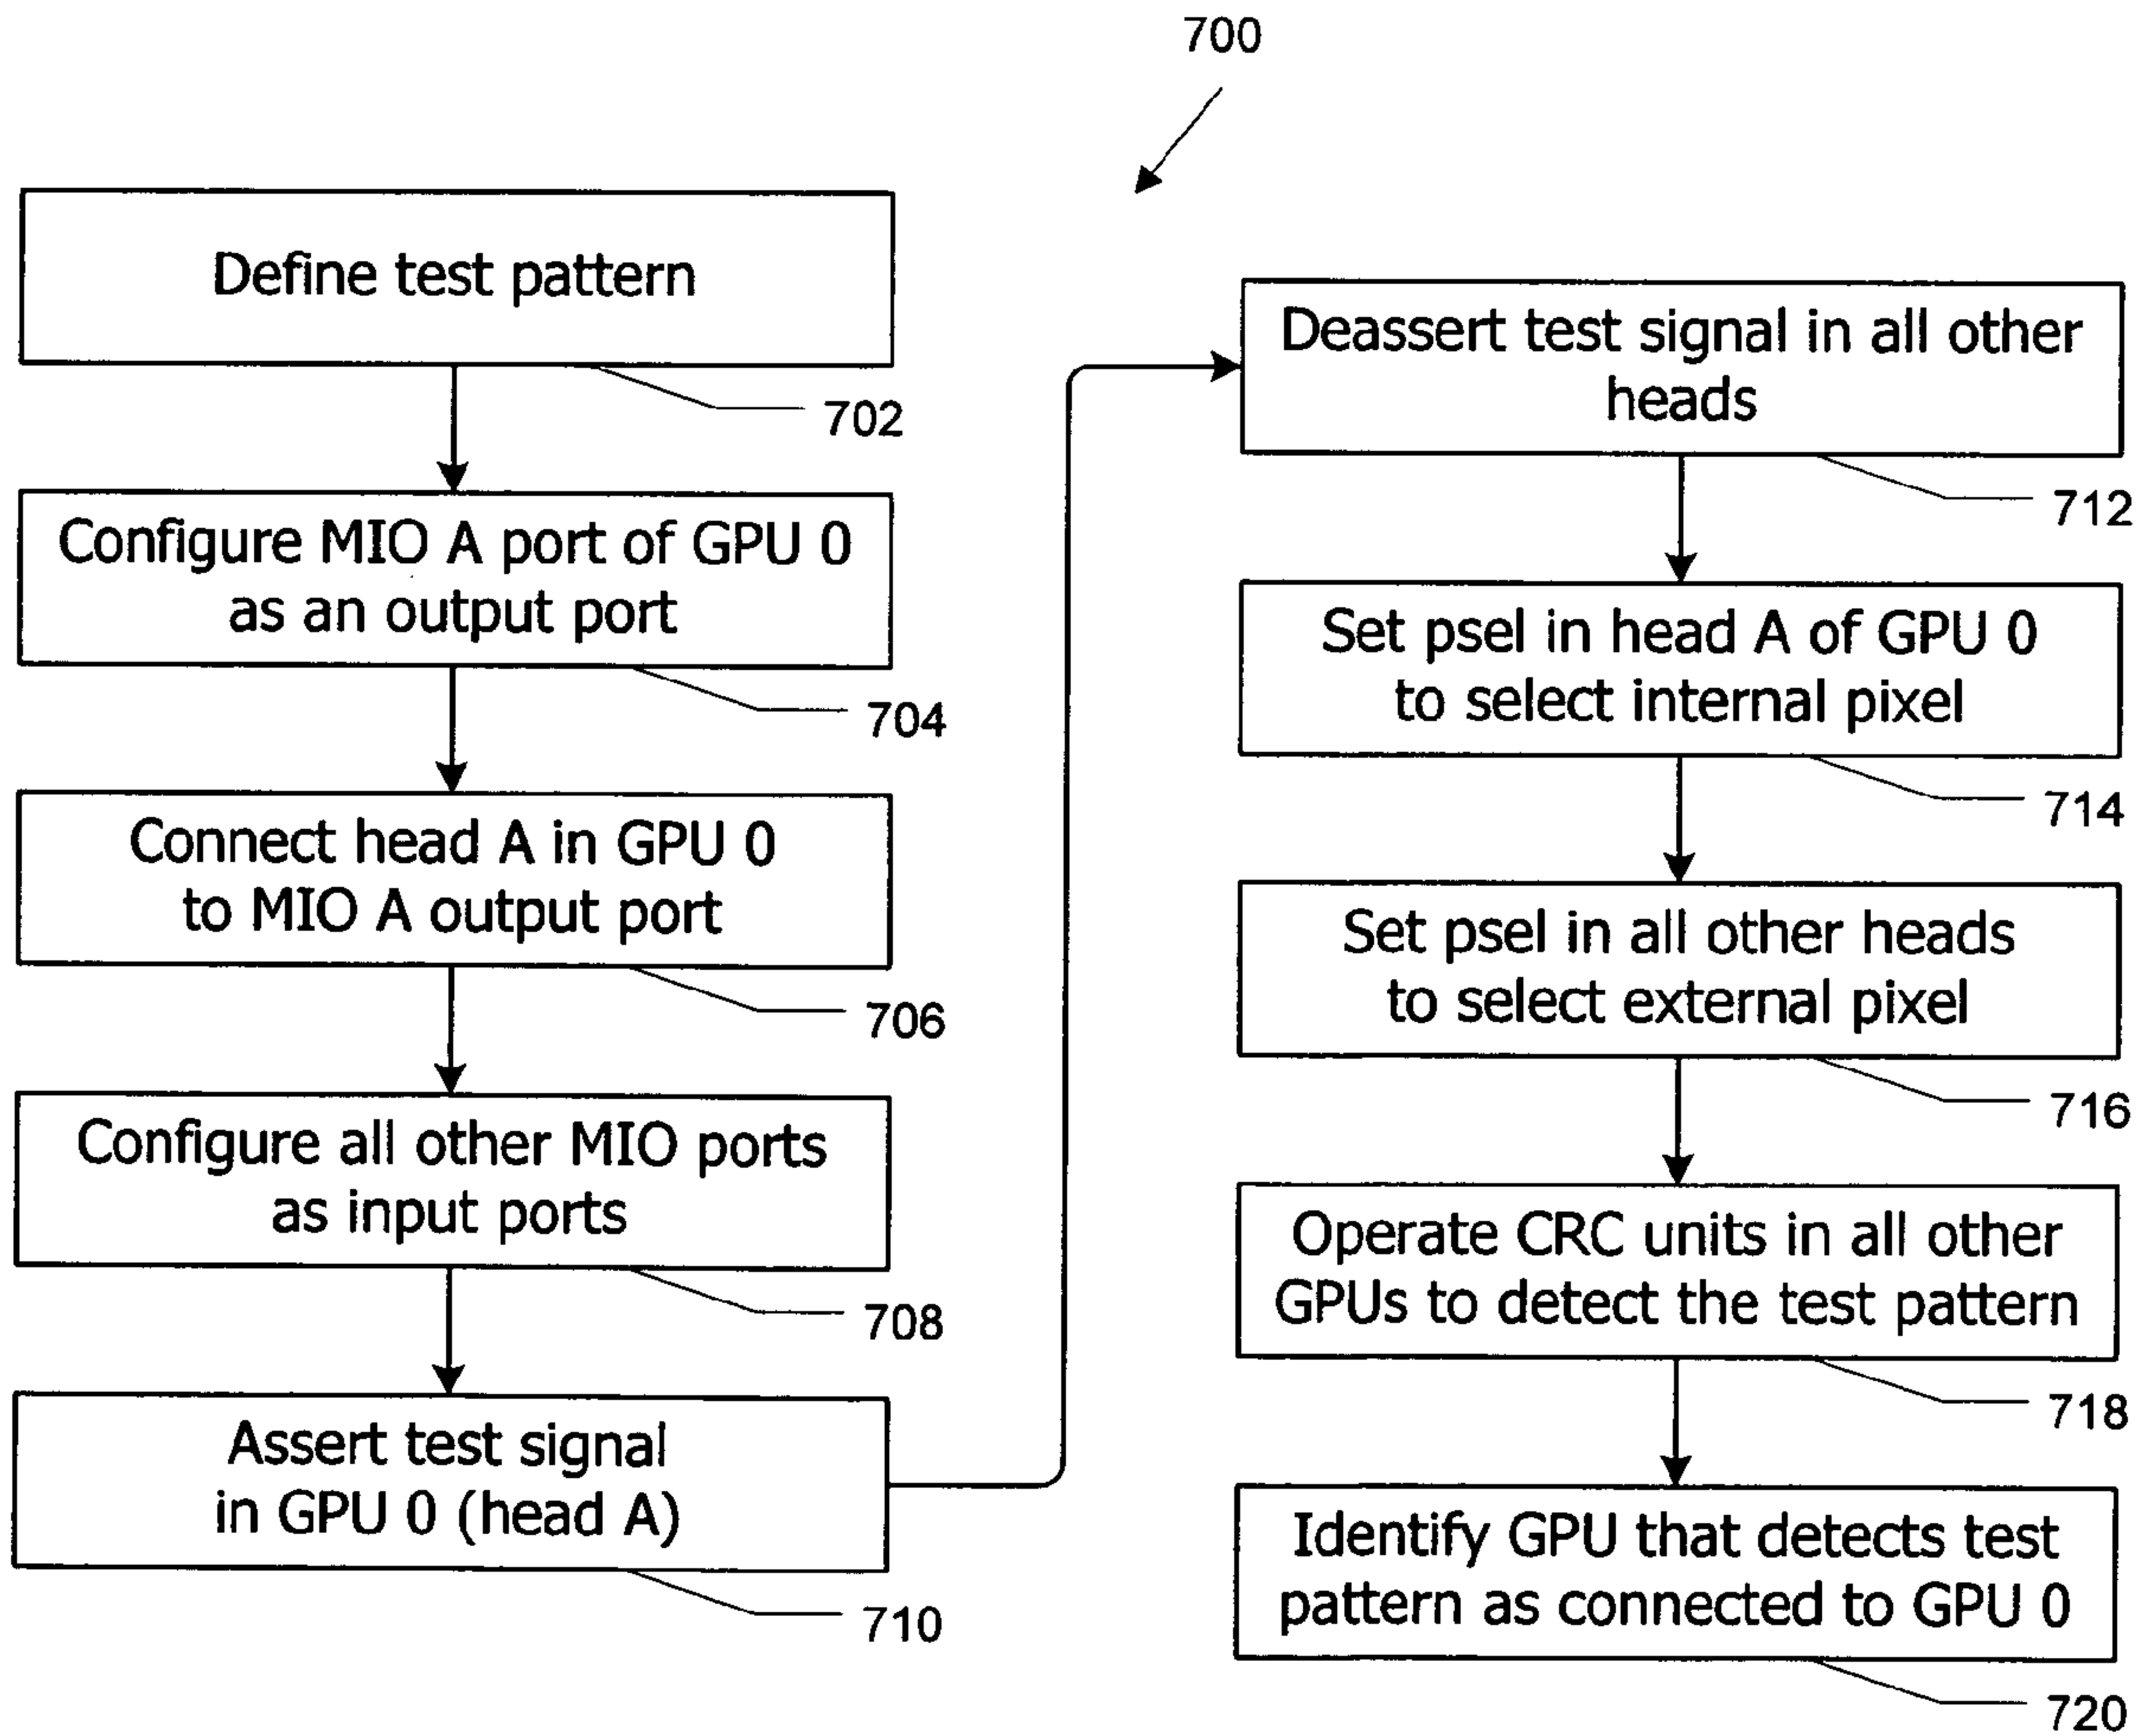 700
Define test pattern
702
Configure MIO A port of GPU 0
as an output port
704
Connect head A in GPU 0
to MIO A output port
706
Configure all other MIO ports
as input ports
708
Assert test signal
in GPU 0 (head A)
710
Deassert test signal in all other
heads
712
Set psel in head A of GPU 0
to select internal pixel
714
Set psel in all other heads
to select external pixel
716
Operate CRC units in all other
GPUs to detect the test pattern
718
Identify GPU that detects test
pattern as connected to GPU 0
720